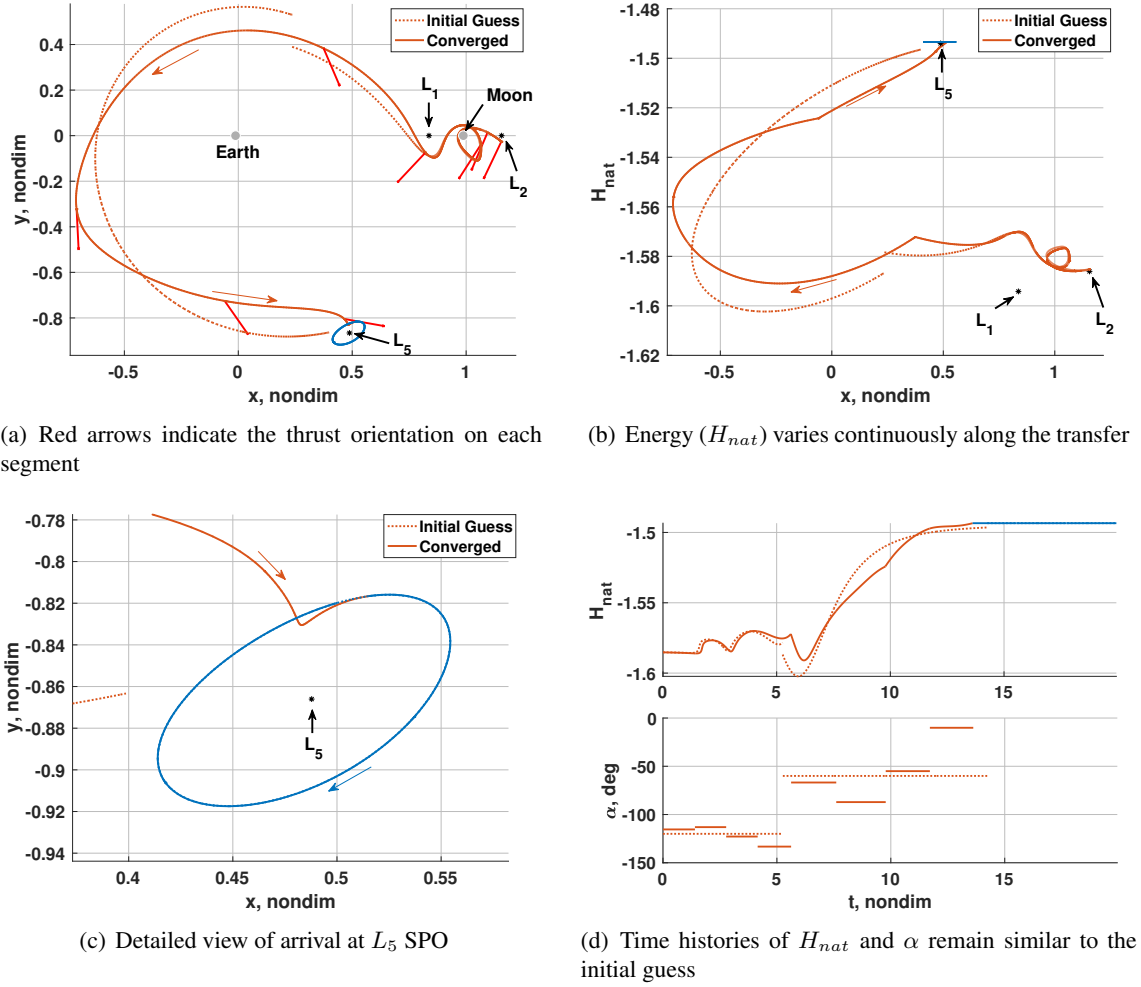 Initial Guess
Converged
0.4
0.2
0
-0.2
-0.4
-0.6
-0.8
y, nondim
Earth
L1
Moon
L2
L5
-0.5
0
0.5
1
x, nondim
(a) Red arrows indicate the thrust orientation on each
segment
Initial Guess
Converged
-1.48
-1.5
-1.52
-1.54
-1.56
-1.58
-1.6
-1.62
Hnat
L5
L1
L2
-0.5
0
0.5
1
x, nondim
(b) Energy (Hnat) varies continuously along the transfer
Initial Guess
Converged
-0.78
-0.8
-0.82
-0.84
-0.86
-0.88
-0.9
-0.92
-0.94
y, nondim
L5
0.4
0.45
0.5
0.55
x, nondim
(c) Detailed view of arrival at L5 SPO
-1.5
-1.55
-1.6
Hnat
0
5
10
15
0
-50
-100
-150
α, deg
0
5
10
15
t, nondim
(d) Time histories of Hnat and α remain similar to the
initial guess